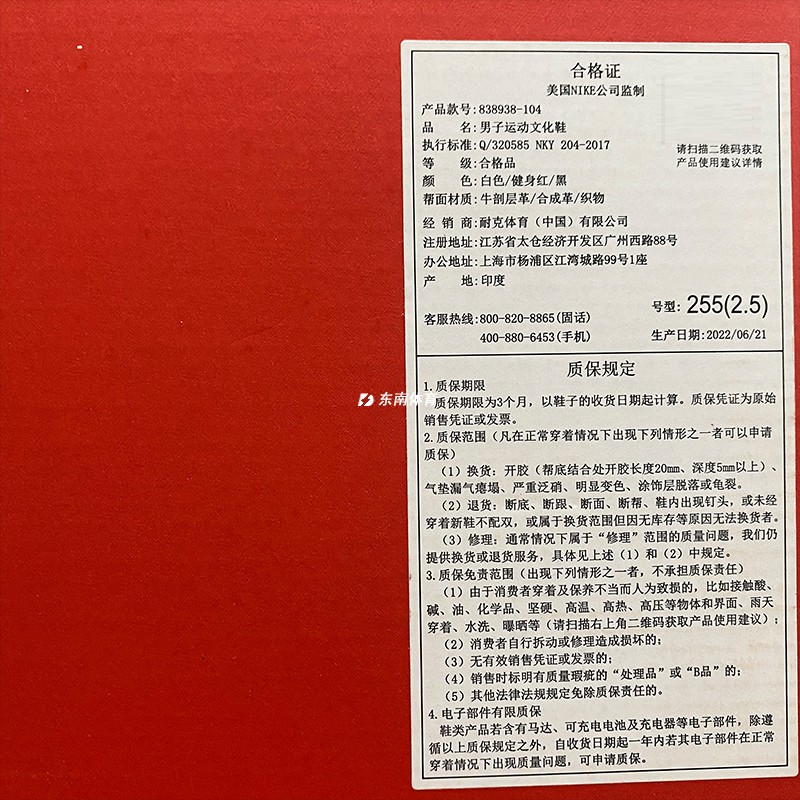 合格证
美国NIKE公司监制
产品款号:838938-104
品 名:男子运动文化鞋
执行标准:Q/320585 NKY 204-2017
等 级:合格品
颜 色:白色/健身红/黑
帮面材质:牛剖层革/合成革/织物
请扫描二维码获取
产品使用建议详情
经 销 商:耐克体育（中国）有限公司
注册地址:江苏省太仓经济开发区广州西路88号
办公地址:上海市杨浦区江湾城路99号1座
产 地:印度
号型: 255(2.5)
客服热线:800-820-8865(固话)
400-880-6453(手机)
生产日期:2022/06/21
质保规定
1.质保期限
质保期限为3个月，以鞋子的收货日期起计算。质保凭证为原始
销售凭证或发票。
2.质保范围（凡在正常穿着情况下出现下列情形之一者可以申请
质保）
（1）换货：开胶（帮底结合处开胶长度20mm、深度5mm以上）、
气垫漏气瘪塌、严重泛硝、明显变色、涂饰层脱落或龟裂。
（2）退货：断底、断跟、断面、断帮、鞋内出现钉头，或未经
穿着新鞋不配双，或属于换货范围但因无库存等原因无法换货者。
（3）修理：通常情况下属于“修理”范围的质量问题，我们仍
提供换货或退货服务，具体见上述（1）和（2）中规定。
3.质保免责范围（出现下列情形之一者，不承担质保责任）
（1）由于消费者穿着及保养不当而人为致损的，比如接触酸、
碱、油、化学品、坚硬、高温、高热、高压等物体和界面、雨天
穿着、水洗、曝晒等（请扫描右上角二维码获取产品使用建议）；
（2）消费者自行拆动或修理造成损坏的；
（3）无有效销售凭证或发票的；
（4）销售时标明有质量瑕疵的“处理品”或“B品”的；
（5）其他法律法规规定免除质保责任的。
4.电子部件有限质保
鞋类产品若含有马达、可充电电池及充电器等电子部件，除遵
循以上质保规定之外，自收货日期起一年内若其电子部件在正常
穿着情况下出现质量问题，可申请质保。
东南体育